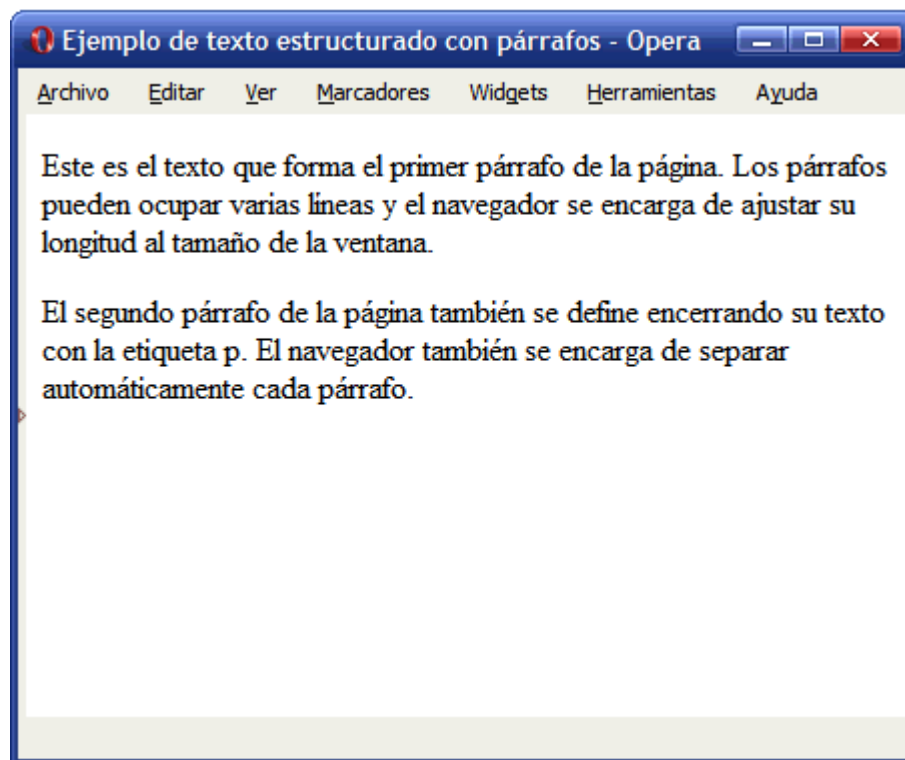 Ejemplo de texto estructurado con párrafos - Opera
Archivo Editar Ver Marcadores Widgets Herramientas Ayuda
Este es el texto que forma el primer párrafo de la página. Los párrafos
pueden ocupar varias líneas y el navegador se encarga de ajustar su
longitud al tamaño de la ventana.
El segundo párrafo de la página también se define encerrando su texto
con la etiqueta p. El navegador también se encarga de separar
automáticamente cada párrafo.